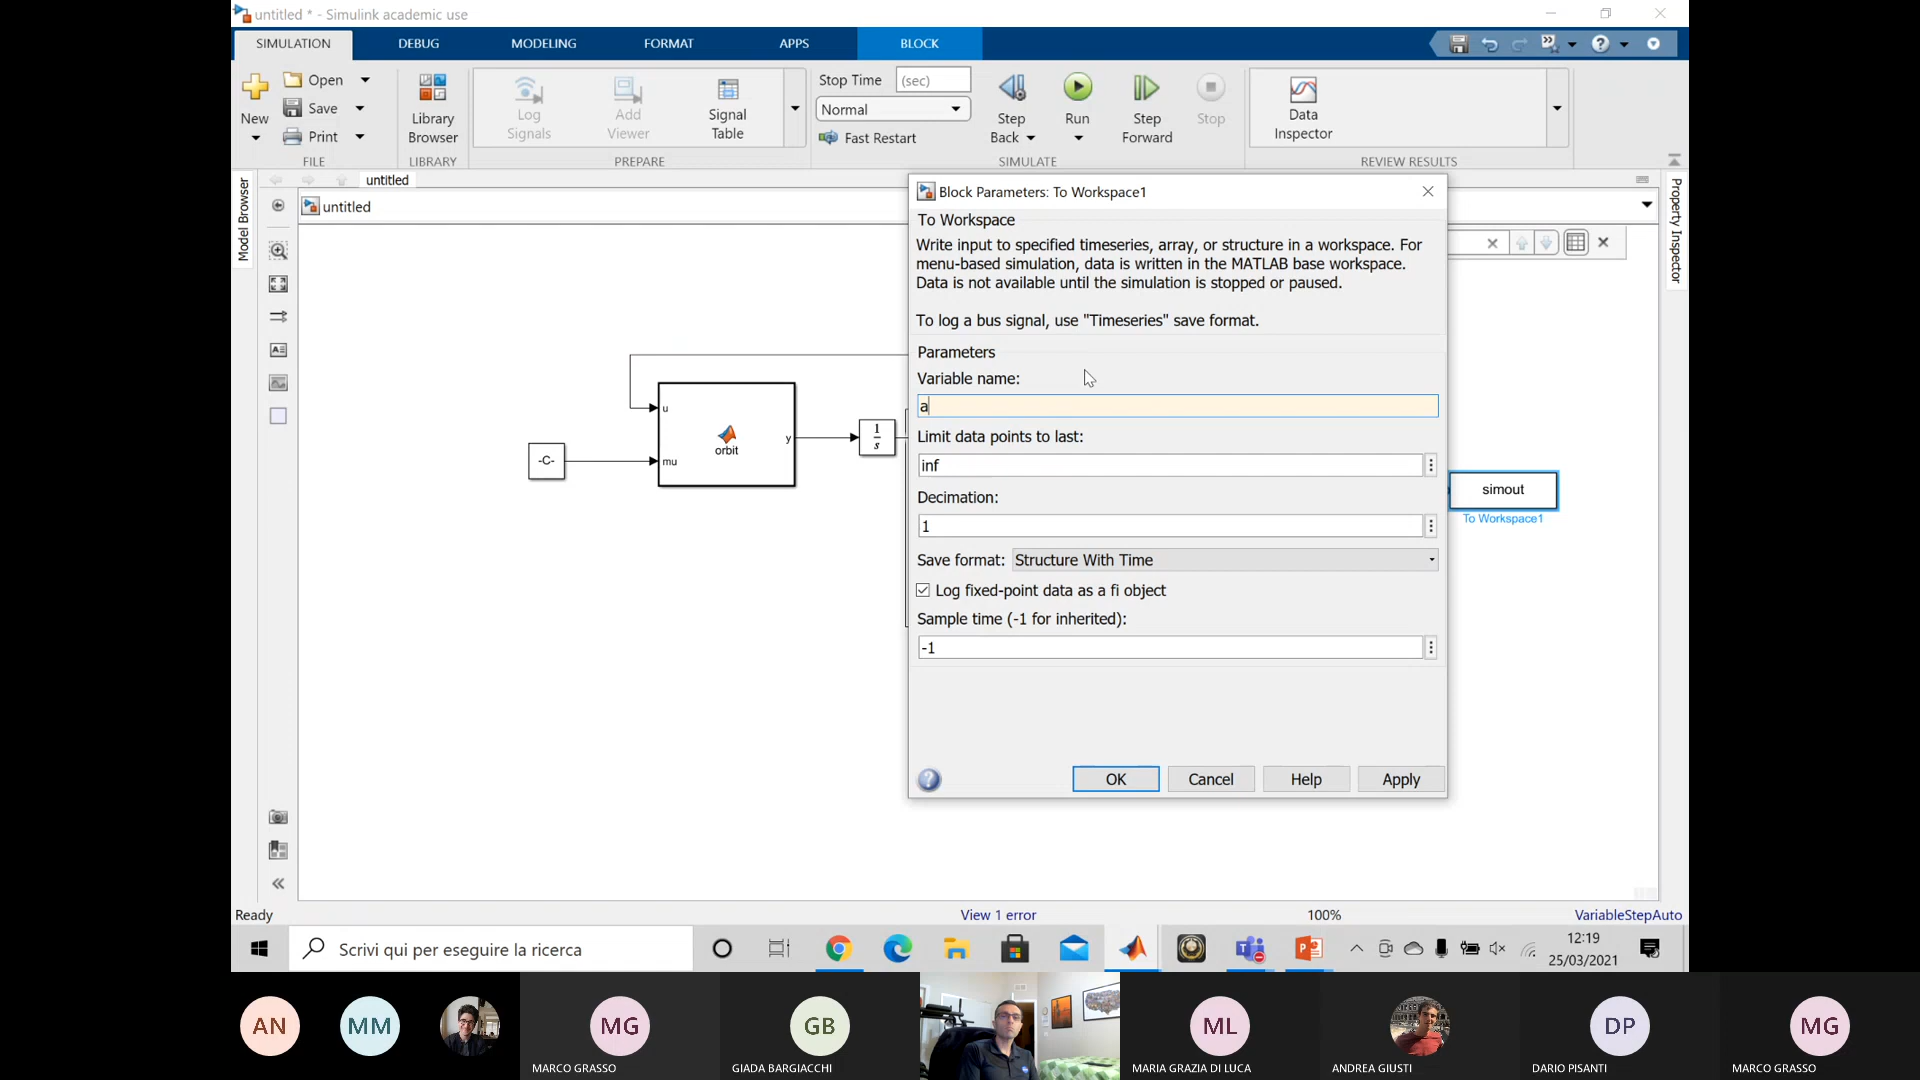 untitled * - Simulink academic use
SIMULATION
DEBUG
MODELING
FORMAT
APPS
BLOCK
New
Open
Save
Print
FILE
Library
Browser
LIBRARY
Log
Signals
Add
Viewer
Signal
Table
PREPARE
Stop Time
(sec)
Normal
Fast Restart
Step
Back
Run
Step
Forward
Stop
SIMULATE
Data
Inspector
REVIEW RESULTS
Model Browser
untitled
untitled
Property Inspector
Block Parameters: To Workspace1
To Workspace
Write input to specified timeseries, array, or structure in a workspace. For
menu-based simulation, data is written in the MATLAB base workspace.
Data is not available until the simulation is stopped or paused.
To log a bus signal, use "Timeseries" save format.
Parameters
Variable name:
a
Limit data points to last:
inf
Decimation:
1
Save format:
Structure With Time
Log fixed-point data as a fi object
Sample time (-1 for inherited):
-1
OK
Cancel
Help
Apply
-C-
u
mu
orbit
y
1
s
simout
To Workspace1
Ready
View 1 error
100%
VariableStepAuto
Scrivi qui per eseguire la ricerca
12:19
25/03/2021
AN
MM
MG
MARCO GRASSO
GB
GIADA BARGIACCHI
ML
MARIA GRAZIA DI LUCA
ANDREA GIUSTI
DP
DARIO PISANTI
MG
MARCO GRASSO